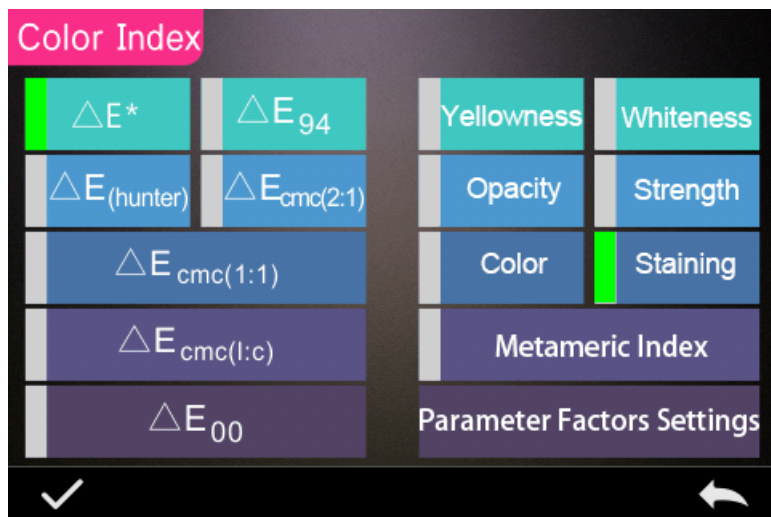 Color Index
△E*
△E94
Yellowness
Whiteness
△E(hunter)
△Ecmc(2:1)
Opacity
Strength
△Ecmc(1:1)
Color
Staining
△Ecmc(l:c)
Metameric Index
△E00
Parameter Factors Settings